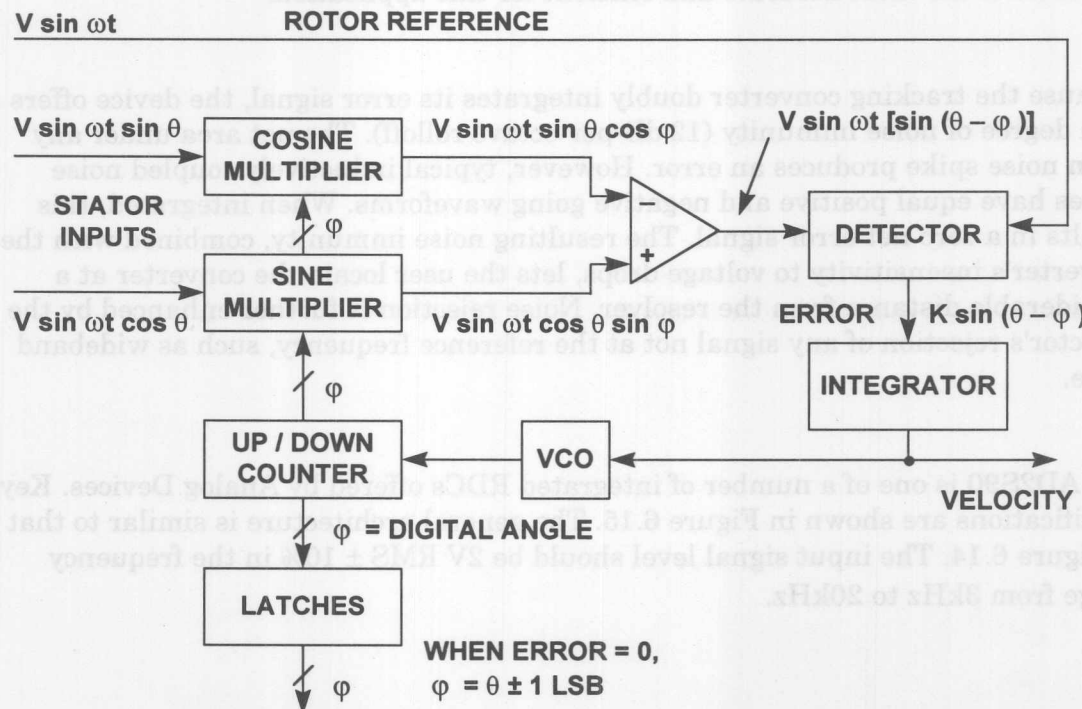 V sin ωt
ROTOR REFERENCE
V sin ωt sin θ
COSINE
MULTIPLIER
V sin ωt sin θ cos φ
V sin ωt [sin (θ – φ)]
STATOR
INPUTS
φ
+
DETECTOR
SINE
MULTIPLIER
V sin ωt cos θ
V sin ωt cos θ sin φ
ERROR
K sin (θ – φ )
φ
INTEGRATOR
UP / DOWN
COUNTER
VCO
VELOCITY
φ = DIGITAL ANGLE
LATCHES
WHEN ERROR = 0,
φ = θ ± 1 LSB
φ